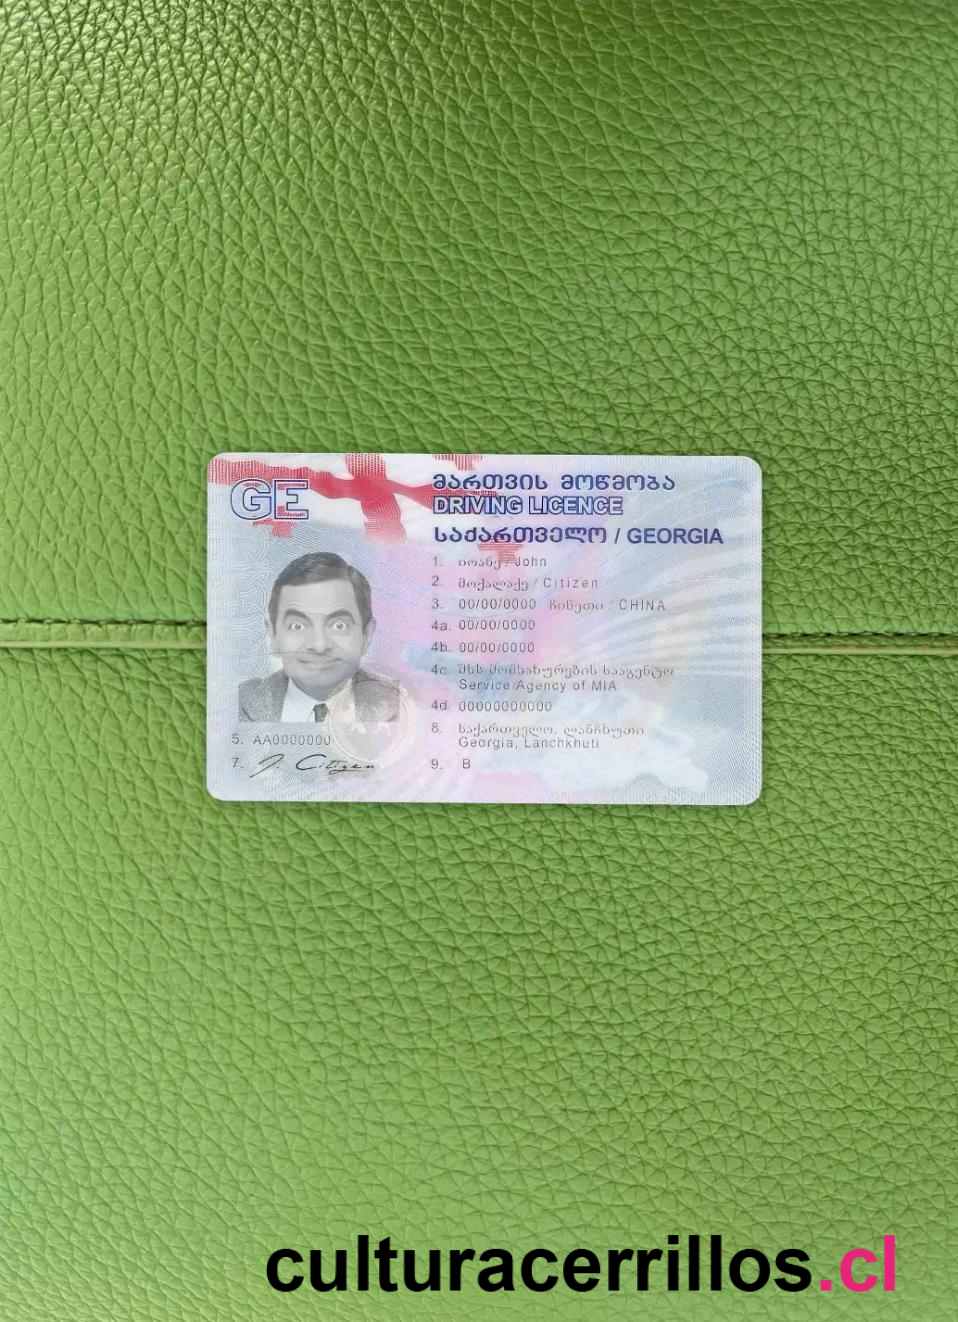 GE
მართვის მოწმობა
DRIVING LICENCE
საქართველო / GEORGIA
1. იოანე / John
2. მოქალაქე / Citizen
3. 00/00/0000 ჩინეთი / CHINA
4a. 00/00/0000
4b. 00/00/0000
4c. შსს მომსახურების სააგენტო
Service Agency of MIA
4d. 00000000000
8. საქართველო, ლანჩხუთი
Georgia, Lanchkhuti
9. B
5. AA0000000
7. J. Citizen
culturacerrillos.cl